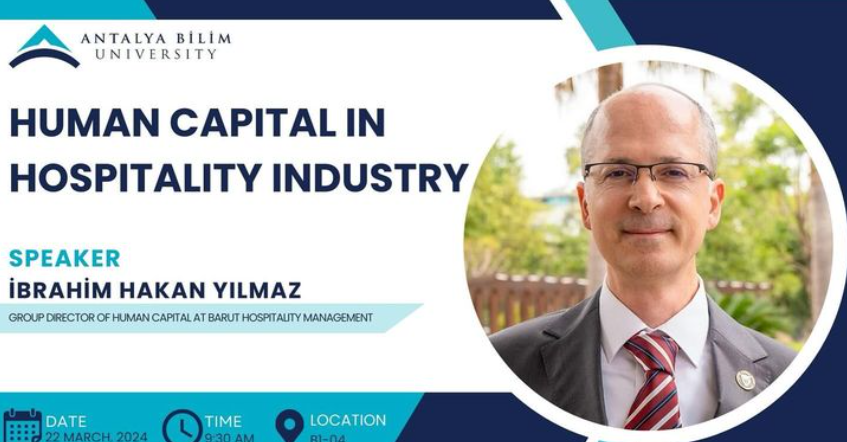 ANTALYA BİLİM
UNIVERSITY
HUMAN CAPITAL IN
HOSPITALITY INDUSTRY
SPEAKER
İBRAHİM HAKAN YILMAZ
GROUP DIRECTOR OF HUMAN CAPITAL AT BARUT HOSPITALITY MANAGEMENT
DATE
22 MARCH, 2024
TIME
9:30 AM
LOCATION
B1-04